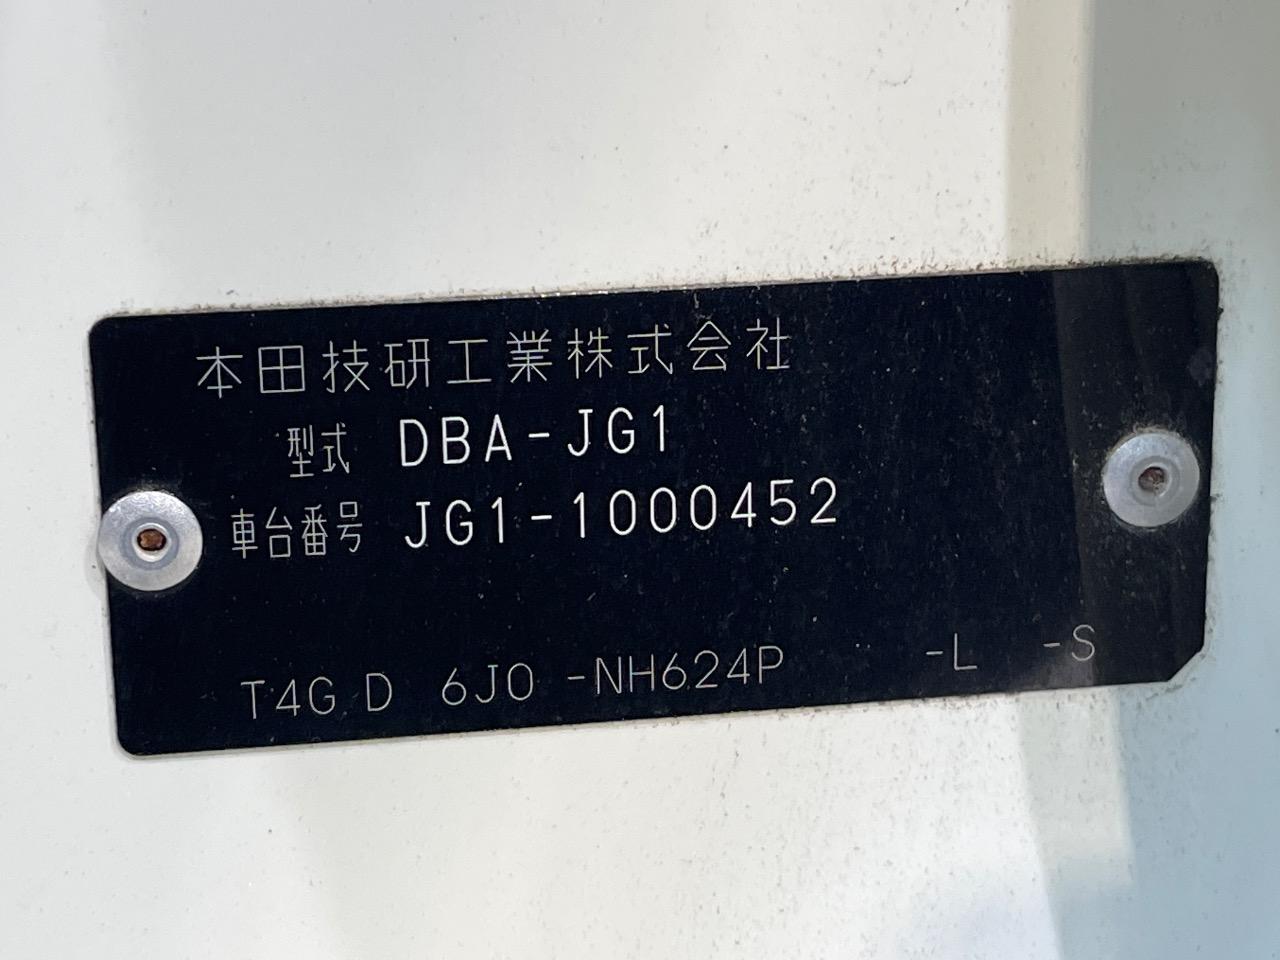 本田技研工業株式会社
型式 DBA-JG1
車台番号 JG1-1000452
T4G D 6J0 -NH624P -L -S